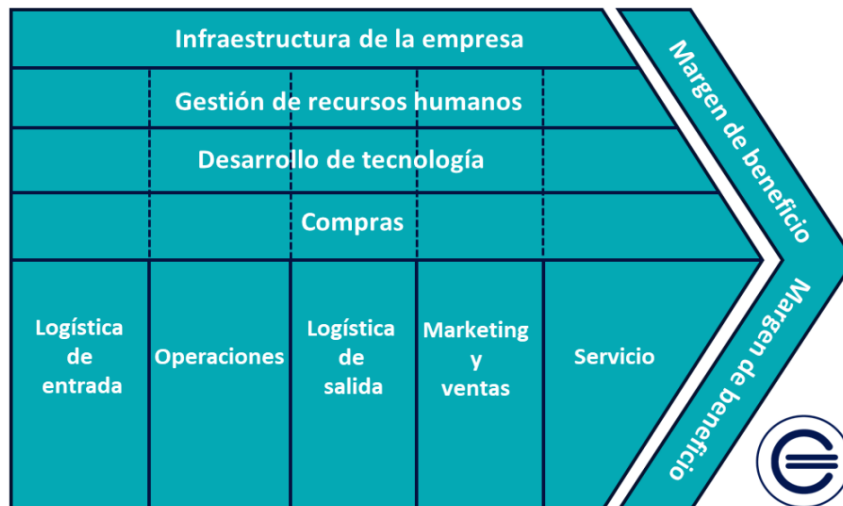 Infraestructura de la empresa
Gestión de recursos humanos
Desarrollo de tecnología
Compras
Logística
de
entrada
Operaciones
Logística
de
salida
Marketing
y
ventas
Servicio
Margen de beneficio
Margen de beneficio